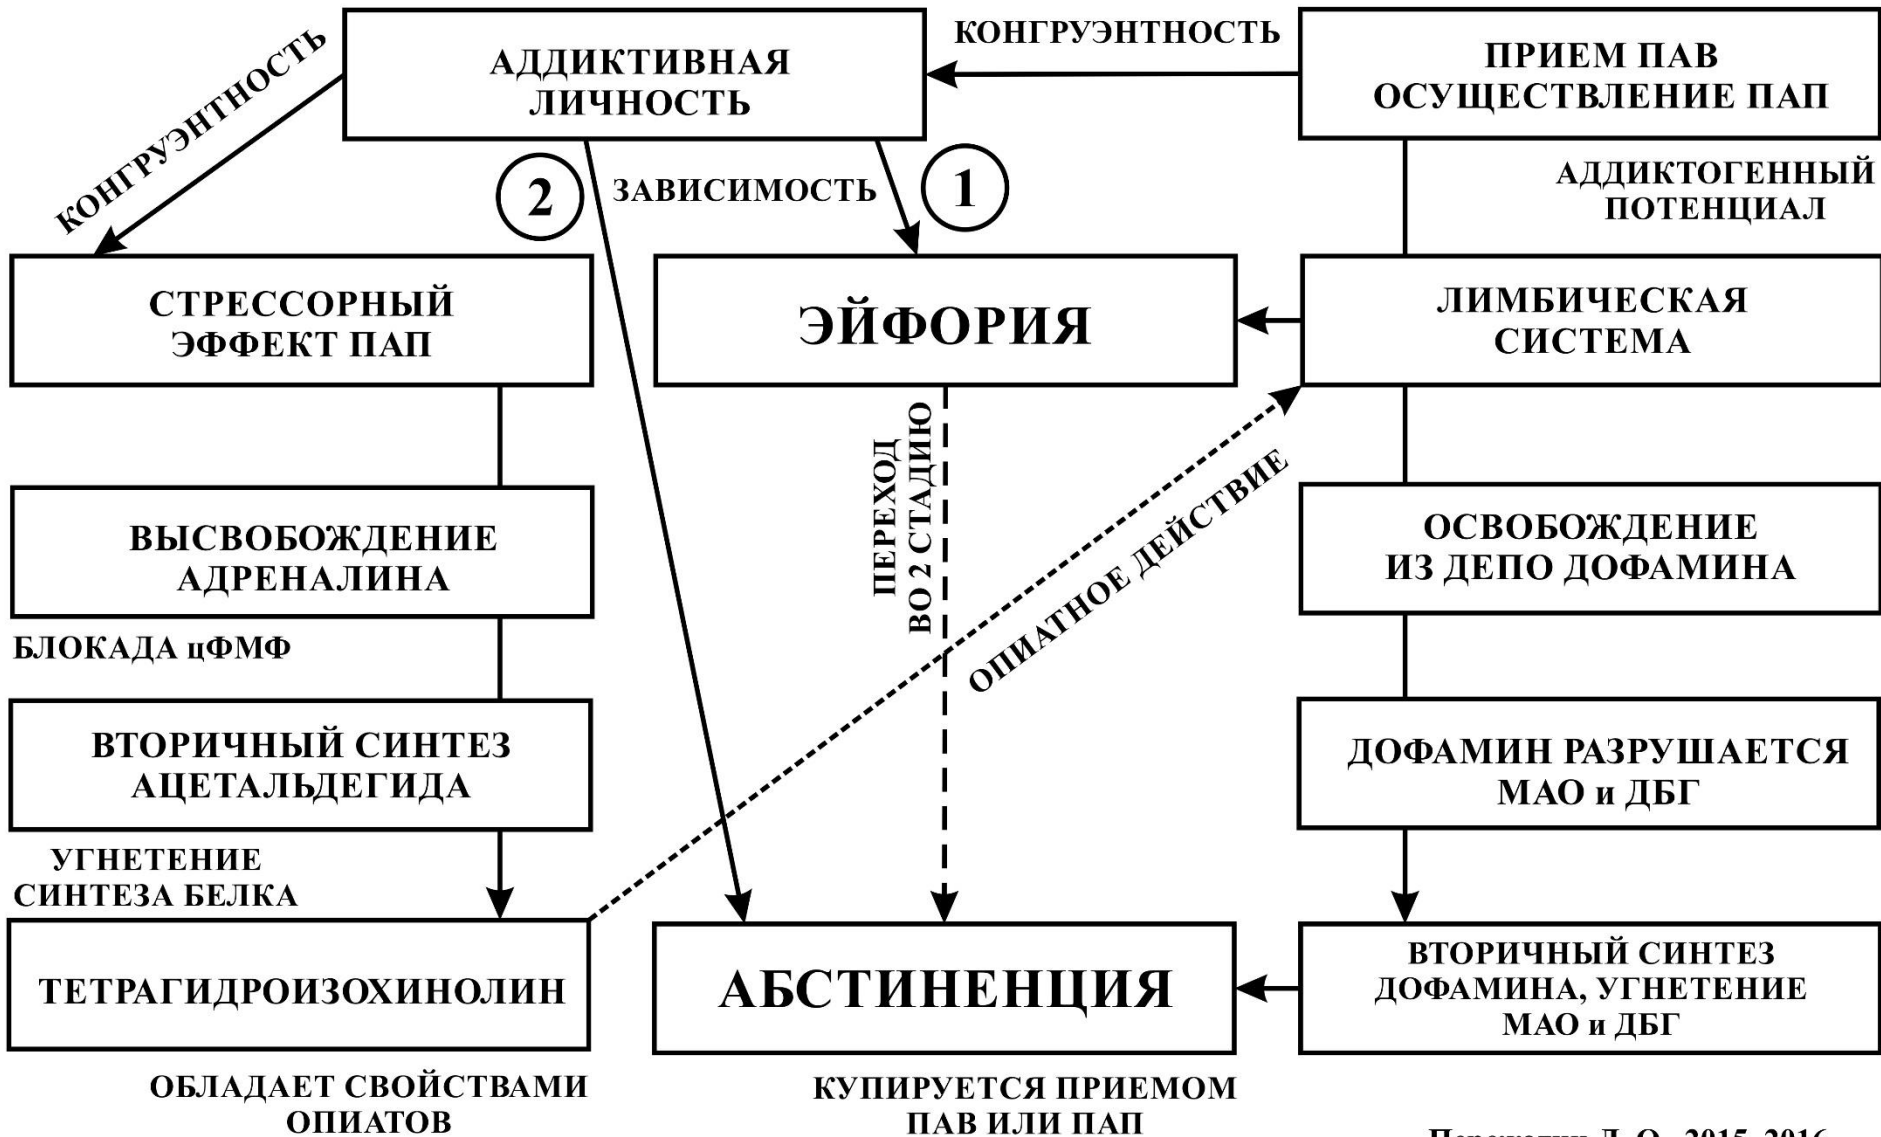 КОНГРУЭНТНОСТЬ
АДДИКТИВНАЯ
ЛИЧНОСТЬ
КОНГРУЭНТНОСТЬ
ПРИЕМ ПАВ
ОСУЩЕСТВЛЕНИЕ ПАП
2
ЗАВИСИМОСТЬ
1
АДДИКТОГЕННЫЙ
ПОТЕНЦИАЛ
СТРЕССОРНЫЙ
ЭФФЕКТ ПАП
ЭЙФОРИЯ
ЛИМБИЧЕСКАЯ
СИСТЕМА
ПЕРЕХОД
ВО 2 СТАДИЮ
ОПИАТНОЕ ДЕЙСТВИЕ
ВЫСВОБОЖДЕНИЕ
АДРЕНАЛИНА
ОСВОБОЖДЕНИЕ
ИЗ ДЕПО ДОФАМИНА
БЛОКАДА цФМФ
ВТОРИЧНЫЙ СИНТЕЗ
АЦЕТАЛЬДЕГИДА
ДОФАМИН РАЗРУШАЕТСЯ
МАО и ДБГ
УГНЕТЕНИЕ
СИНТЕЗА БЕЛКА
ТЕТРАГИДРОИЗОХИНОЛИН
АБСТИНЕНЦИЯ
ВТОРИЧНЫЙ СИНТЕЗ
ДОФАМИНА, УГНЕТЕНИЕ
МАО и ДБГ
ОБЛАДАЕТ СВОЙСТВАМИ
ОПИАТОВ
КУПИРУЕТСЯ ПРИЕМОМ
ПАВ ИЛИ ПАП
Д. О., 2015, 2016